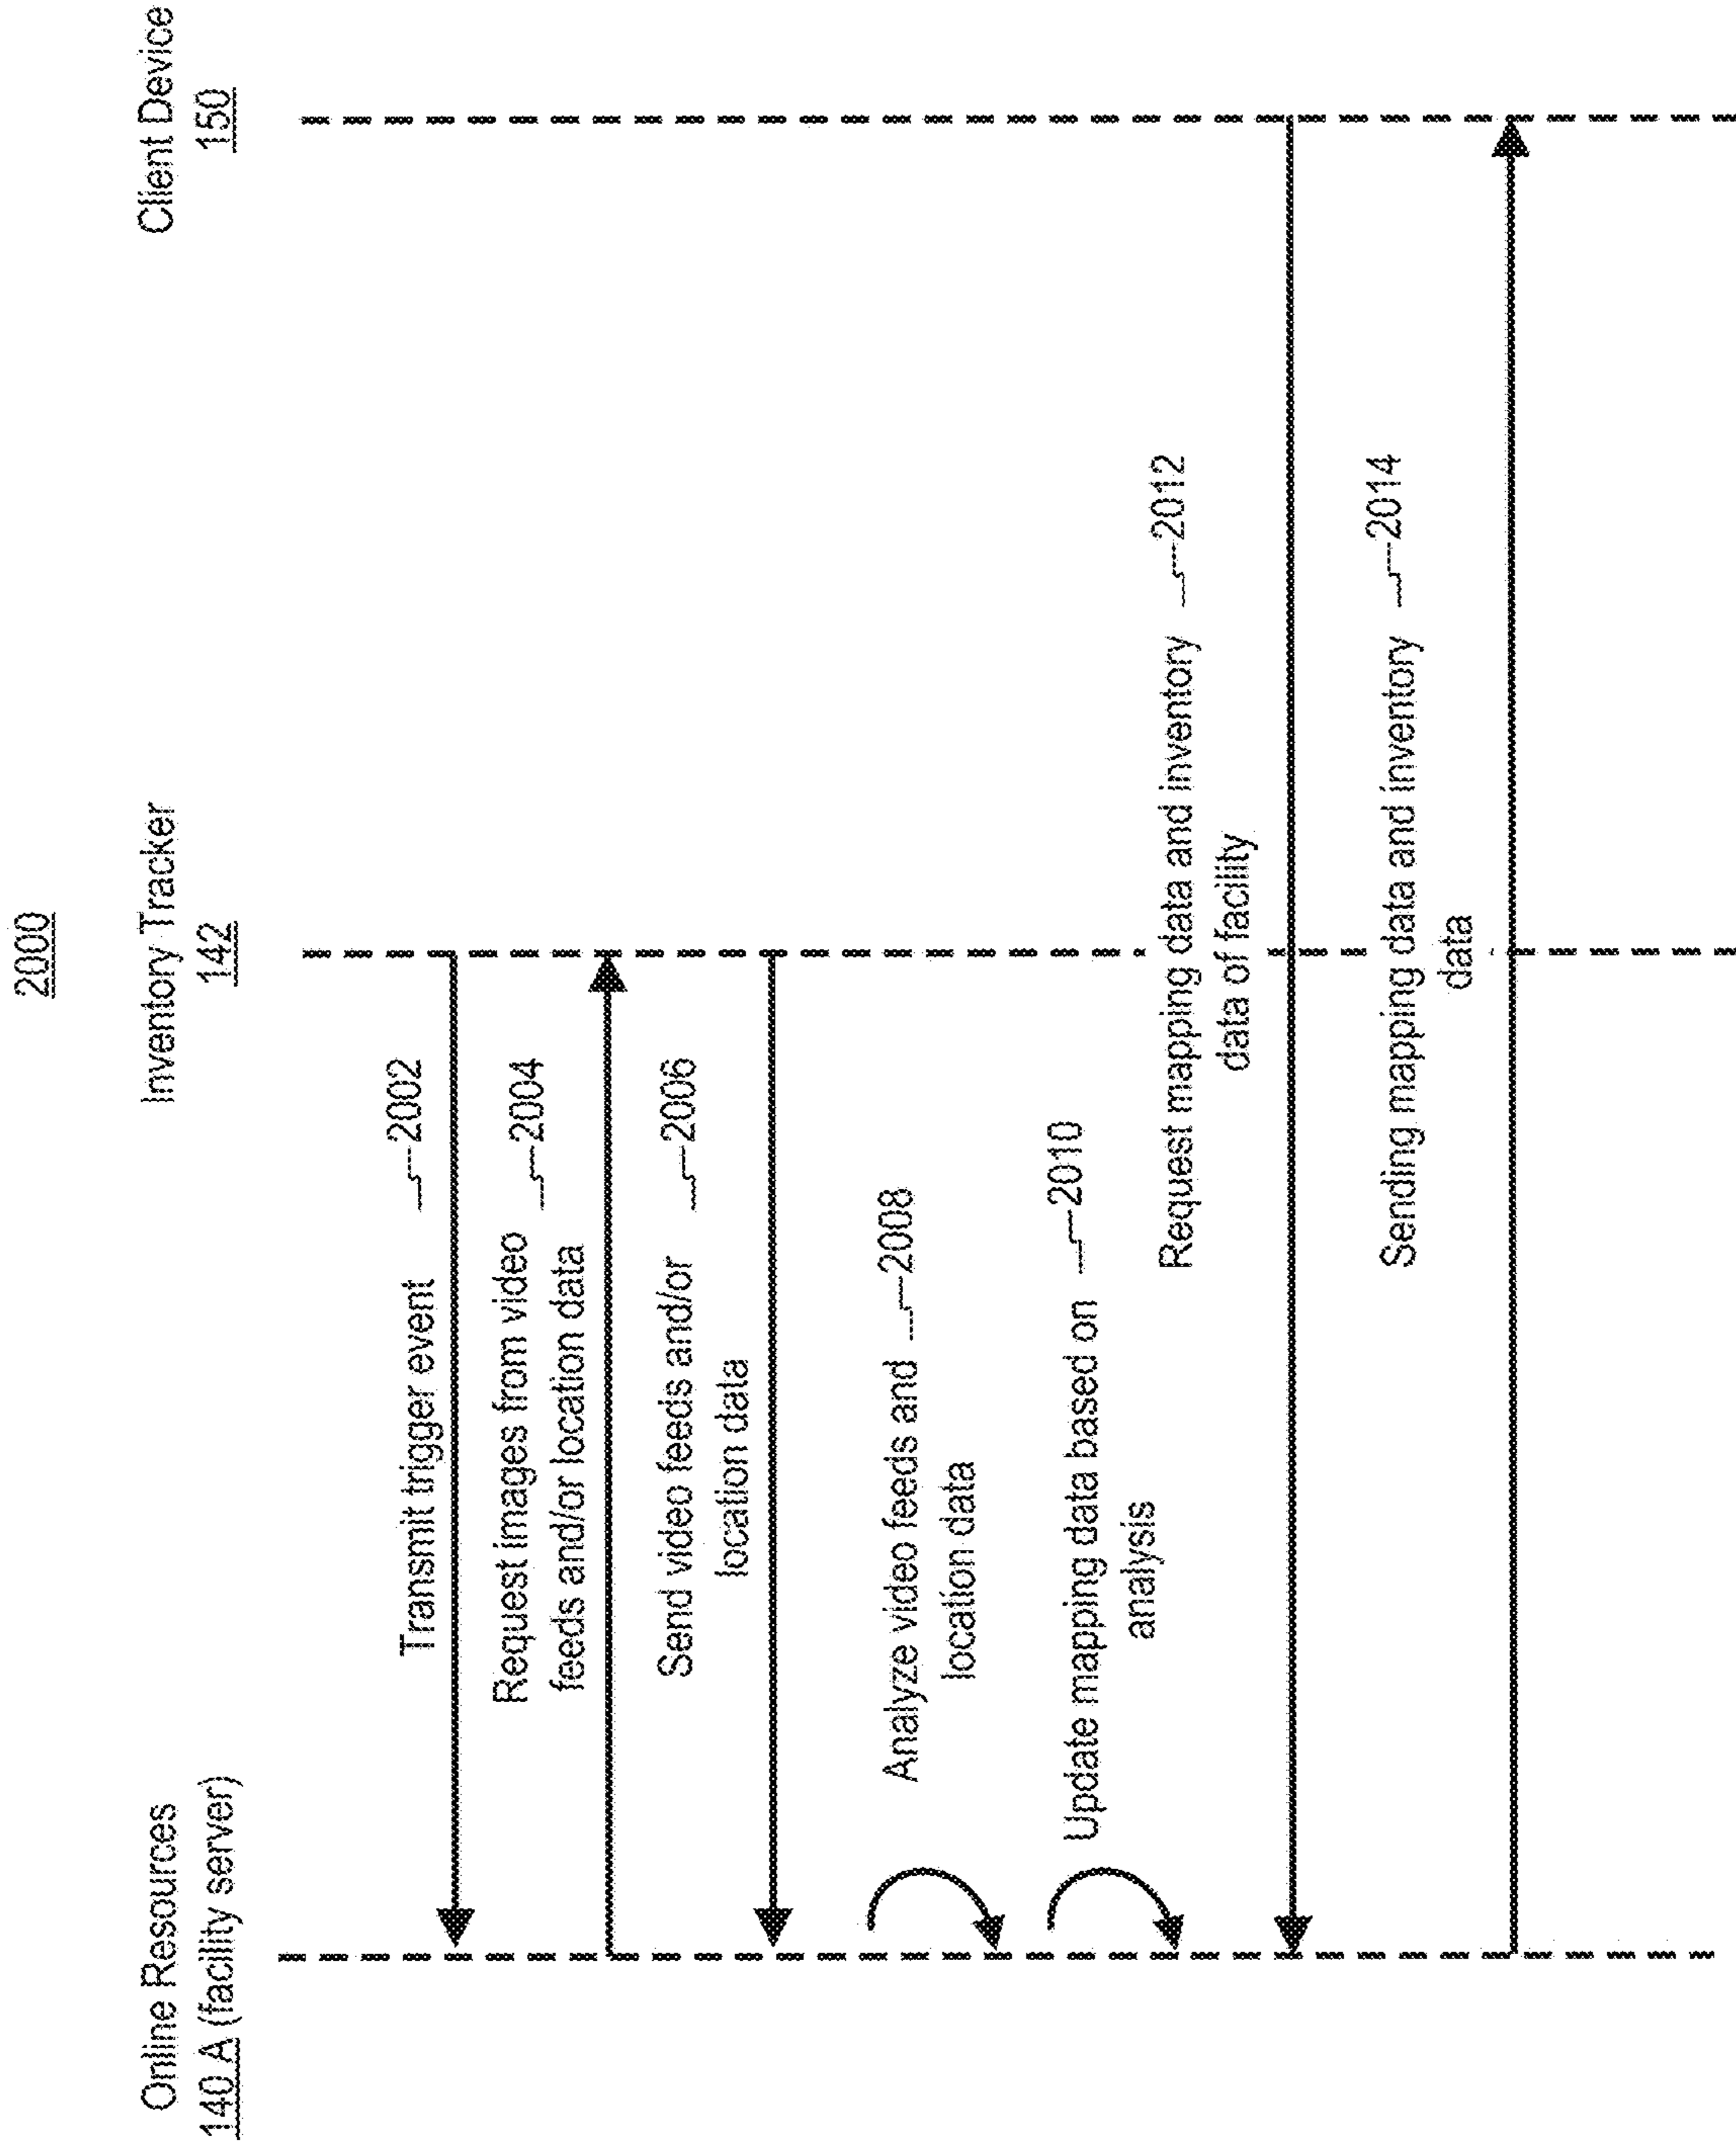 2000
Online Resources
140 A (facility server)
Inventory Tracker
142
Client Device
150
Transmit trigger event 2002
Request images from video 2004
feeds and/or location data
Send video feeds and/or 2006
location data
Analyze video feeds and 2008
location data
Update mapping data based on 2010
analysis
Request mapping data and inventory 2012
data of facility
Sending mapping data and inventory 2014
data